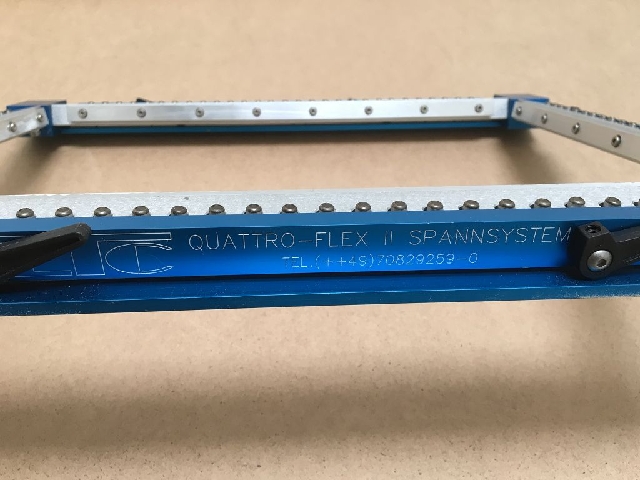 QUATTRO-FLEX II SPANNSYSTEM
TEL.(++49)70829259-0